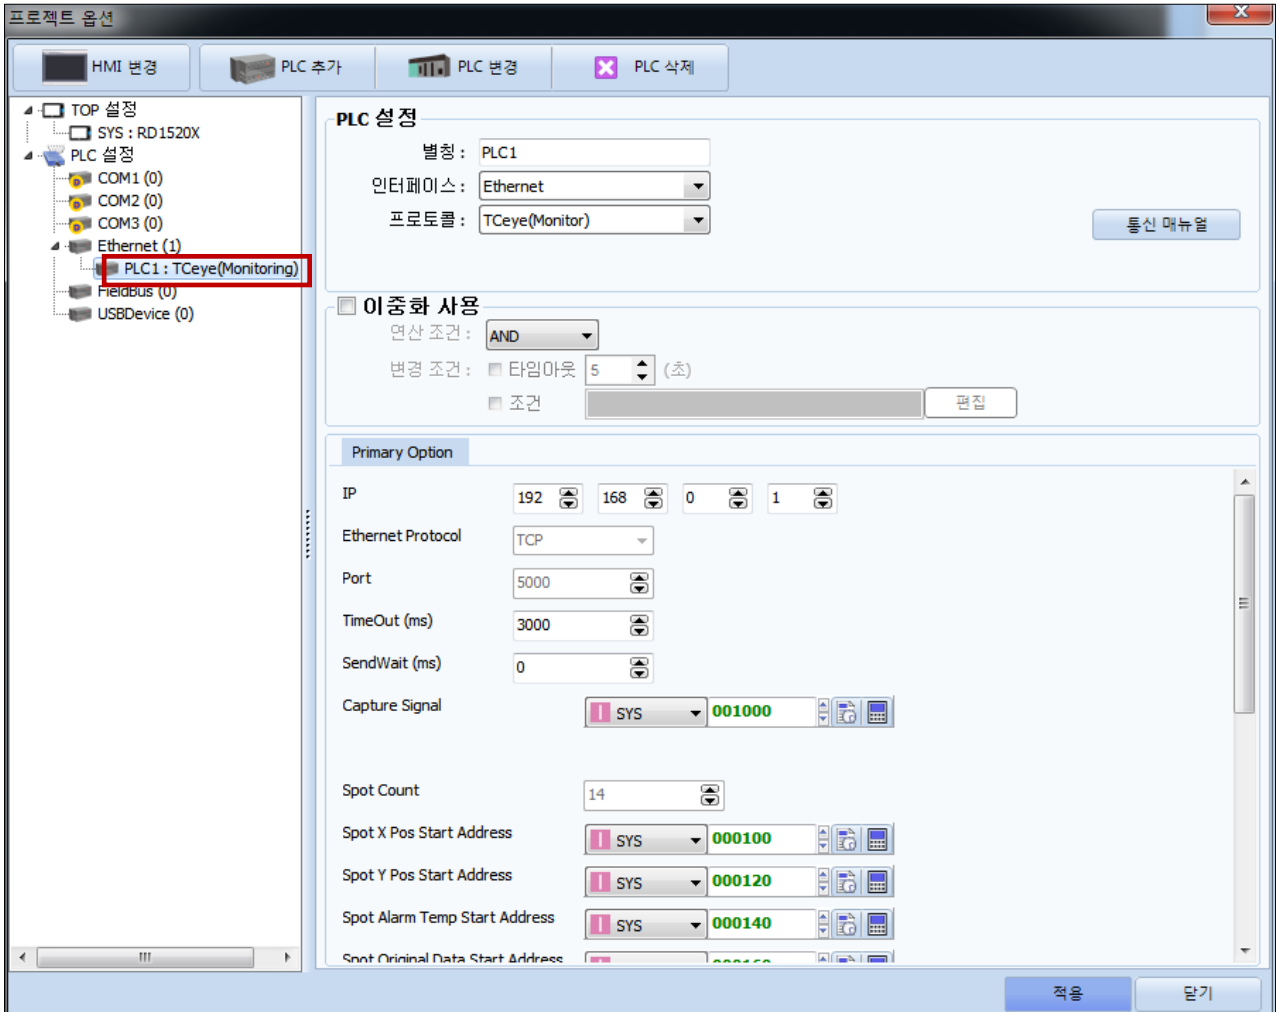 프로젝트 옵션
HMI 변경
PLC 추가
PLC 변경
PLC 삭제
TOP 설정
SYS : RD1520X
PLC 설정
COM1 (0)
COM2 (0)
COM3 (0)
Ethernet (1)
PLC1 : TCeye(Monitoring)
FieldBus (0)
USBDevice (0)
PLC 설정
별칭 : PLC1
인터페이스 : Ethernet
프로토콜 : TCeye(Monitor)
통신 매뉴얼
이중화 사용
연산 조건 : AND
변경 조건 : 타임아웃 5 (초)
조건 편집
Primary Option
IP 192 168 0 1
Ethernet Protocol TCP
Port 5000
TimeOut (ms) 3000
SendWait (ms) 0
Capture Signal SYS 001000
Spot Count 14
Spot X Pos Start Address SYS 000100
Spot Y Pos Start Address SYS 000120
Spot Alarm Temp Start Address SYS 000140
Spot Original Data Start Address
적용 닫기